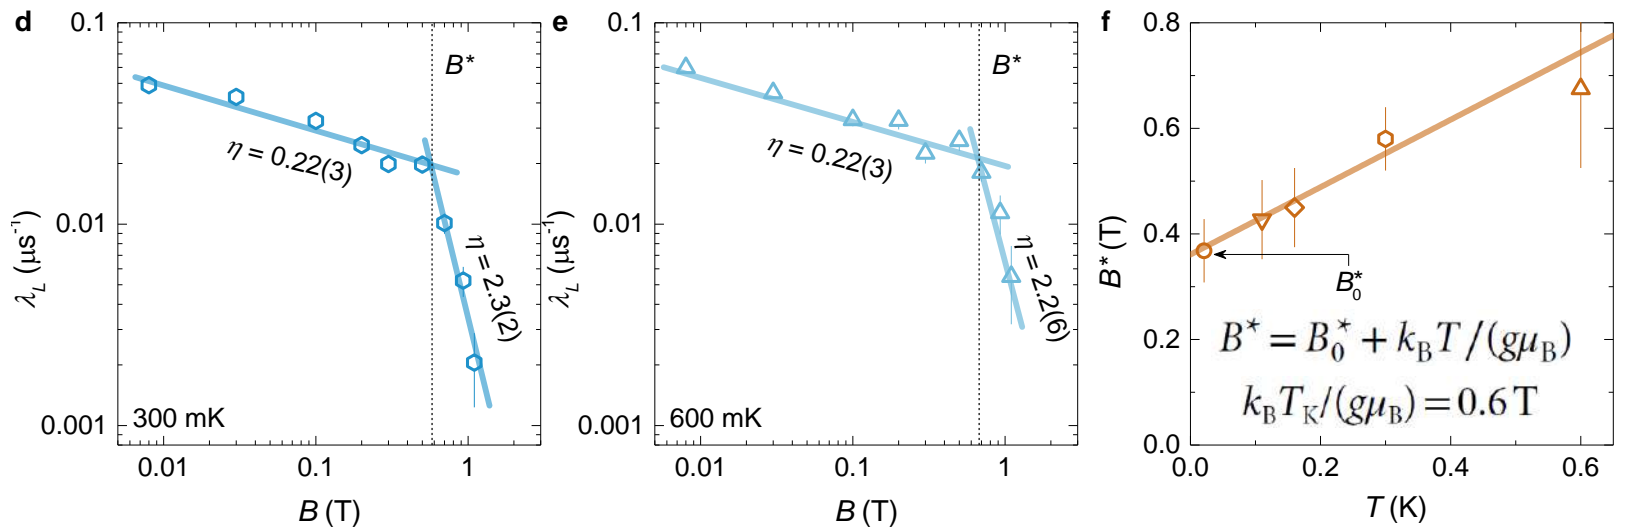 d
0.1
0.01
0.001
λL (μs-1)
B*
η = 0.22(3)
η = 2.3(2)
300 mK
0.01
0.1
1
B (T)
e
0.1
0.01
0.001
λL (μs-1)
B*
η = 0.22(3)
η = 2.2(6)
600 mK
0.01
0.1
1
B (T)
f
0.8
0.6
0.4
0.2
0.0
B* (T)
B*0
B* = B*0 + kBT/(gμB)
kBTK/(gμB) = 0.6 T
0.0
0.2
0.4
0.6
T (K)